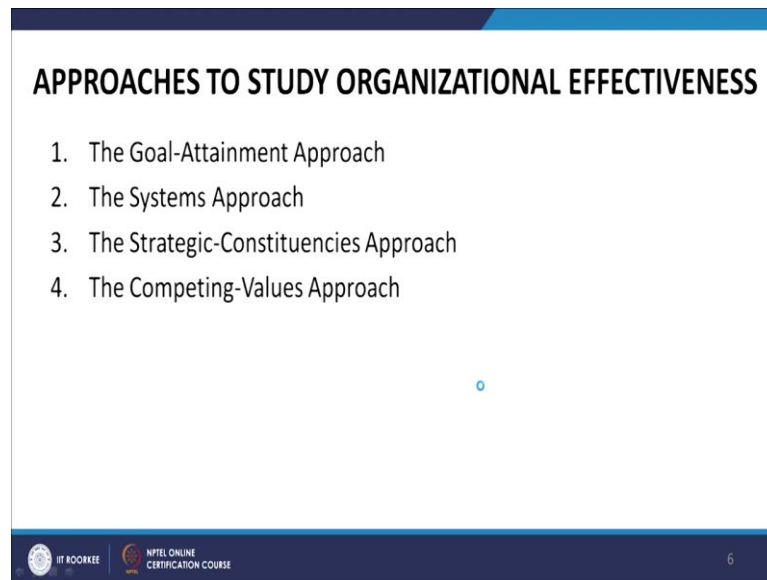 APPROACHES TO STUDY ORGANIZATIONAL EFFECTIVENESS
1. The Goal-Attainment Approach
2. The Systems Approach
3. The Strategic-Constituencies Approach
4. The Competing-Values Approach
IIT ROORKEE
NPTEL ONLINE
CERTIFICATION COURSE
NPTEL
6